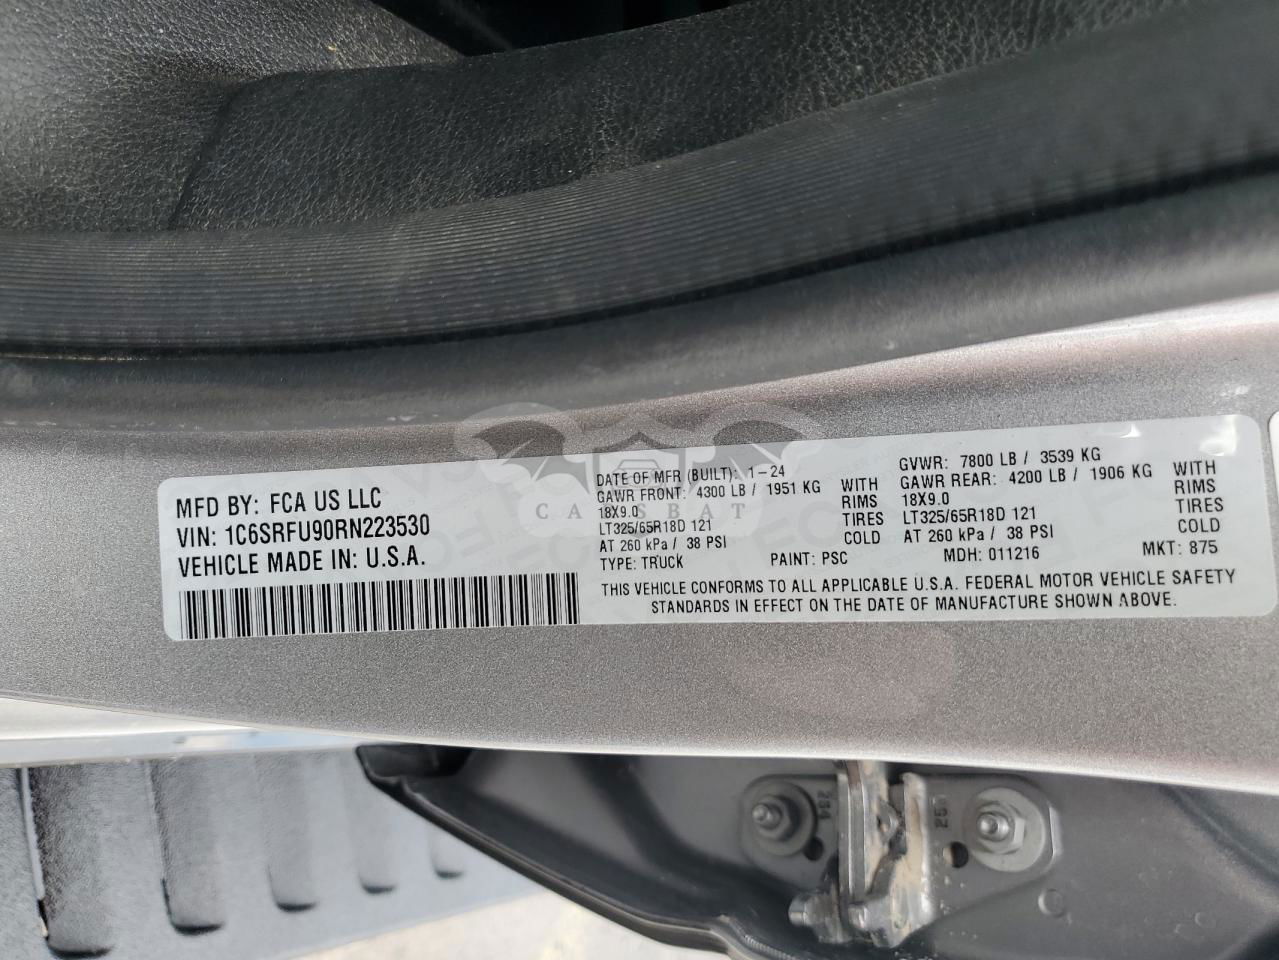 MFD BY: FCA US LLC
VIN: 1C6SRFU90RN223530
VEHICLE MADE IN: U.S.A.
DATE OF MFR (BUILT): 1-24
GAWR FRONT: 4300 LB / 1951 KG WITH
18X9.0 RIMS
LT325/65R18D 121 TIRES
AT 260 kPa / 38 PSI COLD
TYPE: TRUCK PAINT: PSC
GVWR: 7800 LB / 3539 KG
GAWR REAR: 4200 LB / 1906 KG WITH
18X9.0 RIMS
LT325/65R18D 121 TIRES
AT 260 kPa / 38 PSI COLD
MDH: 011216 MKT: 875
THIS VEHICLE CONFORMS TO ALL APPLICABLE U.S.A. FEDERAL MOTOR VEHICLE SAFETY
STANDARDS IN EFFECT ON THE DATE OF MANUFACTURE SHOWN ABOVE.
CARSBAT